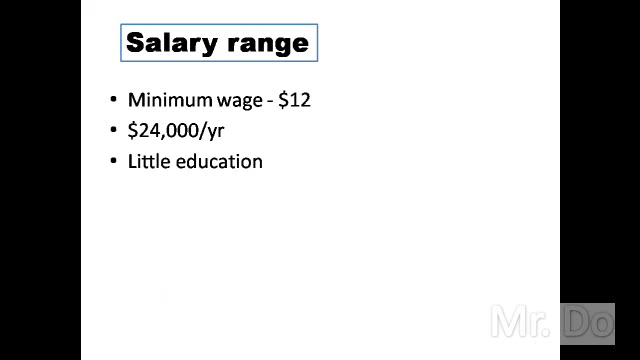 Salary range
• Minimum wage - $12
• $24,000/yr
• Little education
Mr. Do